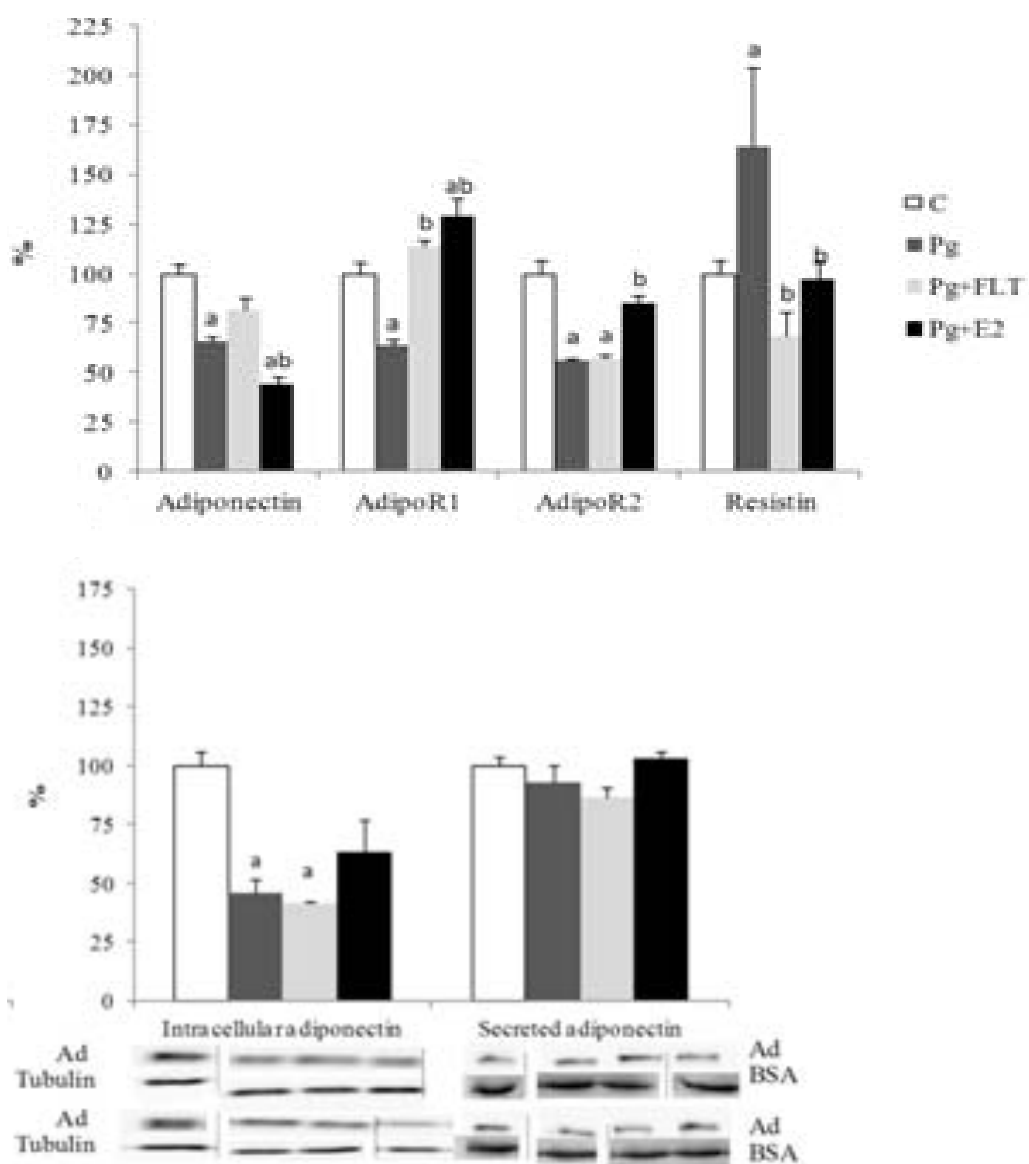 225
200
175
150
125
100
75
50
25
0
%
a
ab
a
b
ab
a
a
b
a
b
b
Adiponectin
AdipoR1
AdipoR2
Resistin
C
Pg
Pg+FLT
Pg+E2
175
150
125
100
75
50
25
0
%
a
a
Intracellular adiponectin
Secreted adiponectin
Ad
Ad
Tubulin
BSA
Ad
Ad
Tubulin
BSA